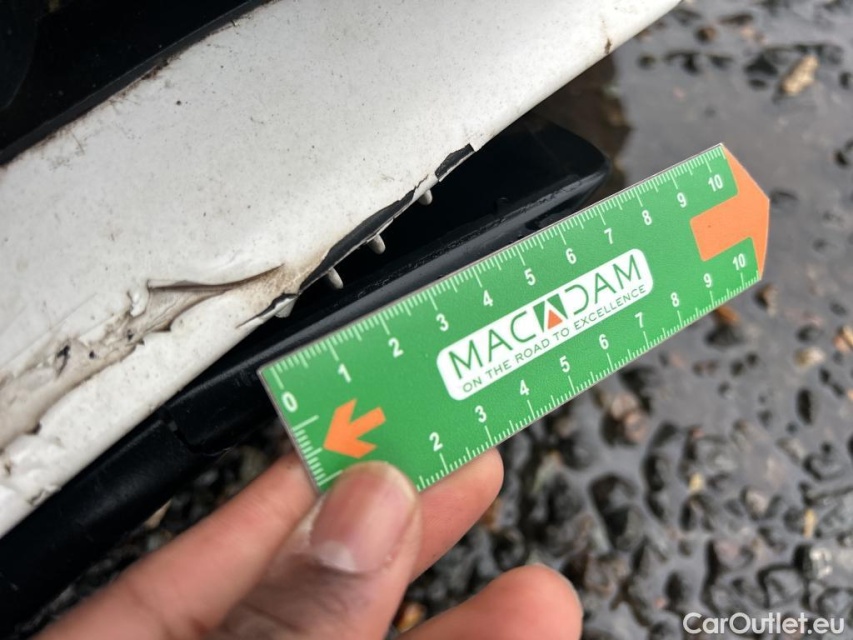 0 1 2 3 4 5 6 7 8 9 10
MACADAM
ON THE ROAD TO EXCELLENCE
2 3 4 5 6 7 8 9 10
CarOutlet.eu